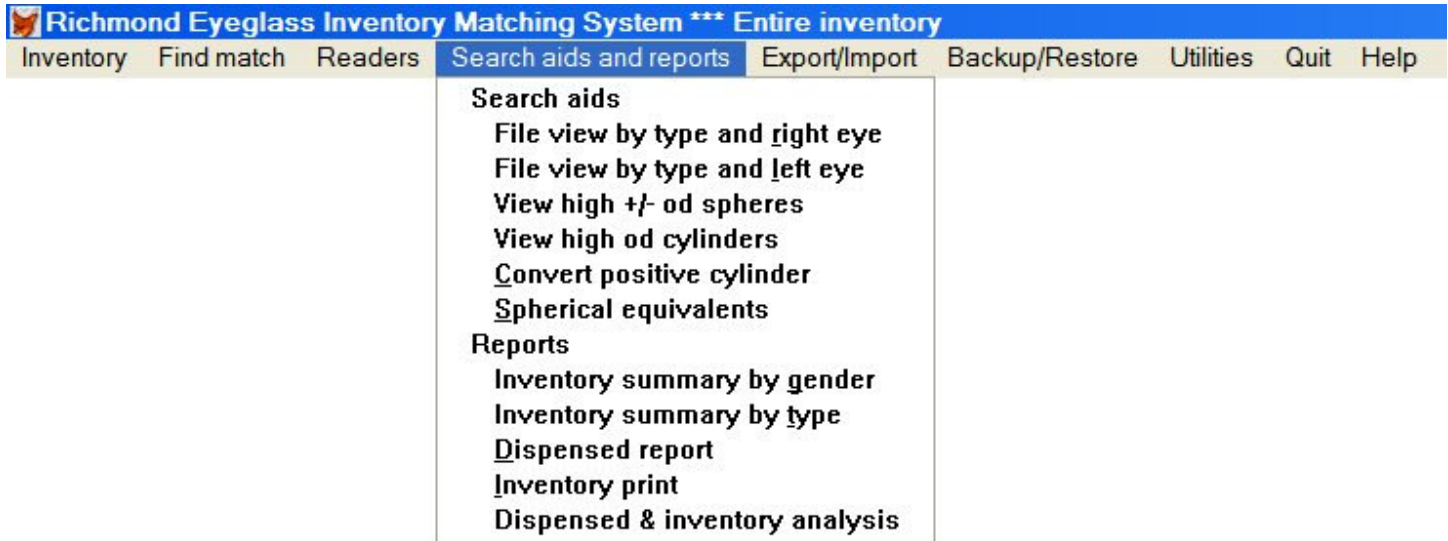 Richmond Eyeglass Inventory Matching System *** Entire inventory
Inventory Find match Readers Search aids and reports Export/Import Backup/Restore Utilities Quit Help
Search aids
File view by type and right eye
File view by type and left eye
View high +/- od spheres
View high od cylinders
Convert positive cylinder
Spherical equivalents
Reports
Inventory summary by gender
Inventory summary by type
Dispensed report
Inventory print
Dispensed & inventory analysis